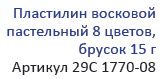 Пластилин восковой
пастельный 8 цветов,
брусок 15 г
Артикул 29С 1770-08